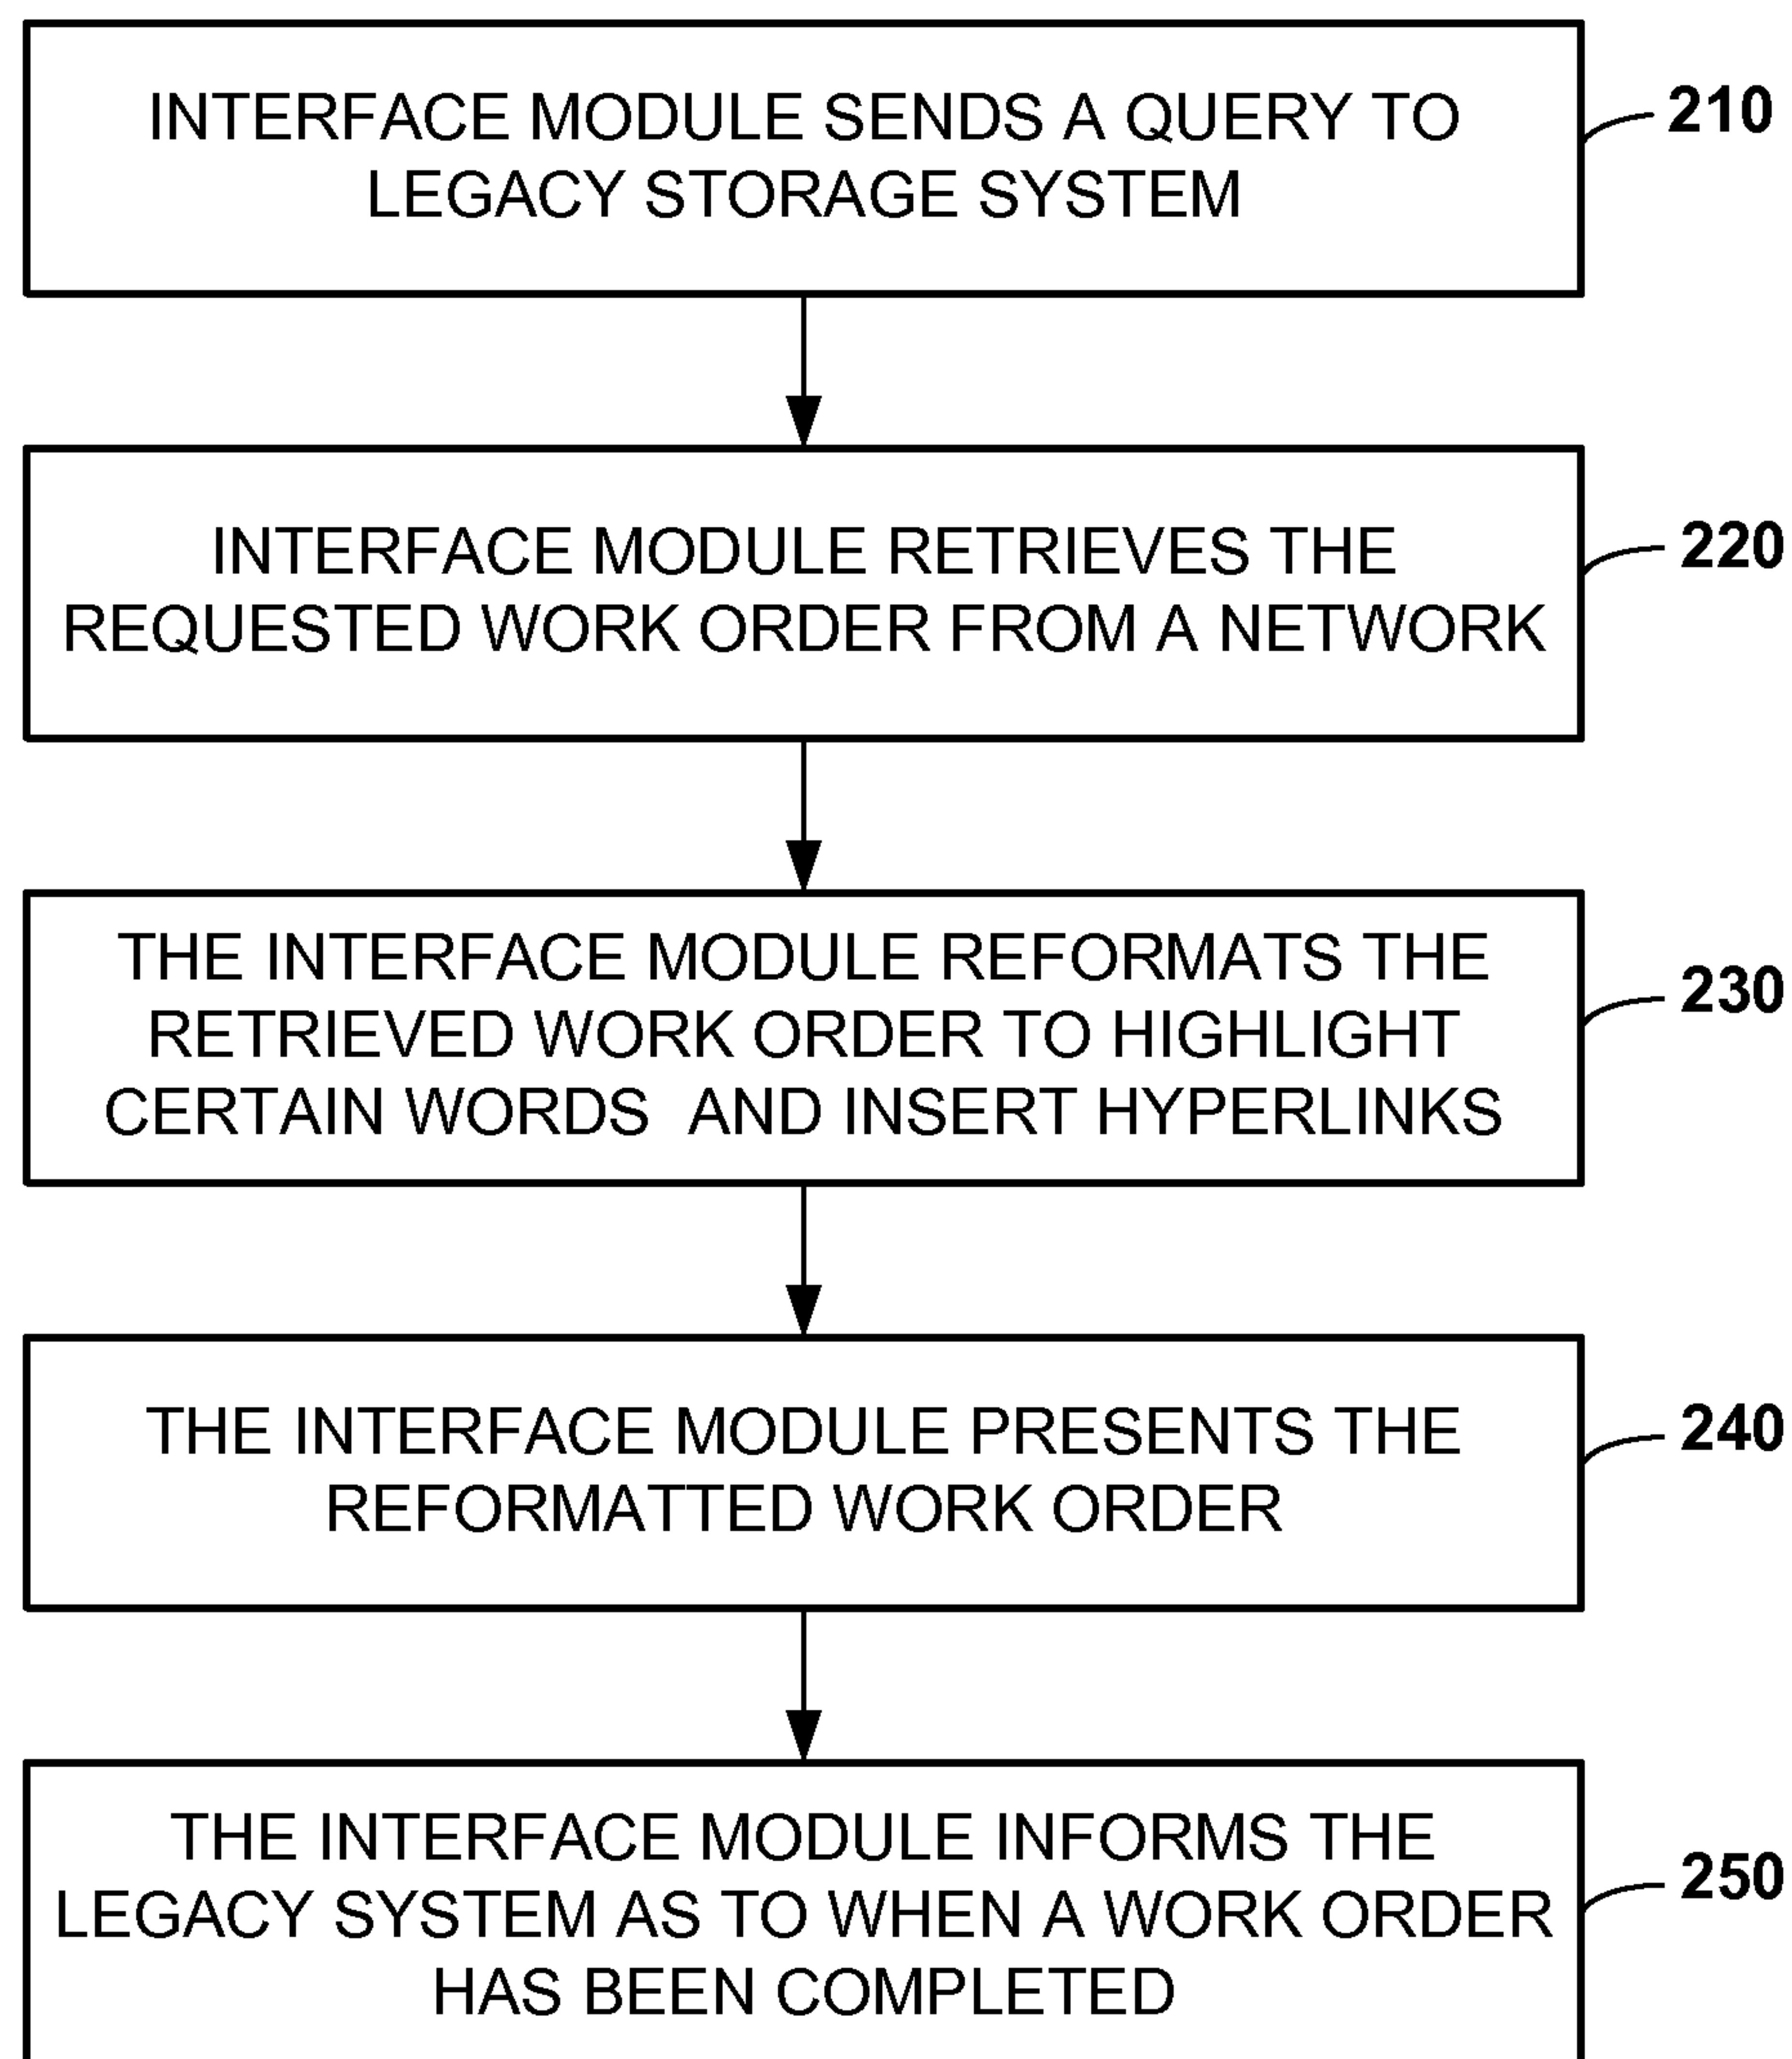 INTERFACE MODULE SENDS A QUERY TO
LEGACY STORAGE SYSTEM
210
INTERFACE MODULE RETRIEVES THE
REQUESTED WORK ORDER FROM A NETWORK
220
THE INTERFACE MODULE REFORMATS THE
RETRIEVED WORK ORDER TO HIGHLIGHT
CERTAIN WORDS AND INSERT HYPERLINKS
230
THE INTERFACE MODULE PRESENTS THE
REFORMATTED WORK ORDER
240
THE INTERFACE MODULE INFORMS THE
LEGACY SYSTEM AS TO WHEN A WORK ORDER
HAS BEEN COMPLETED
250